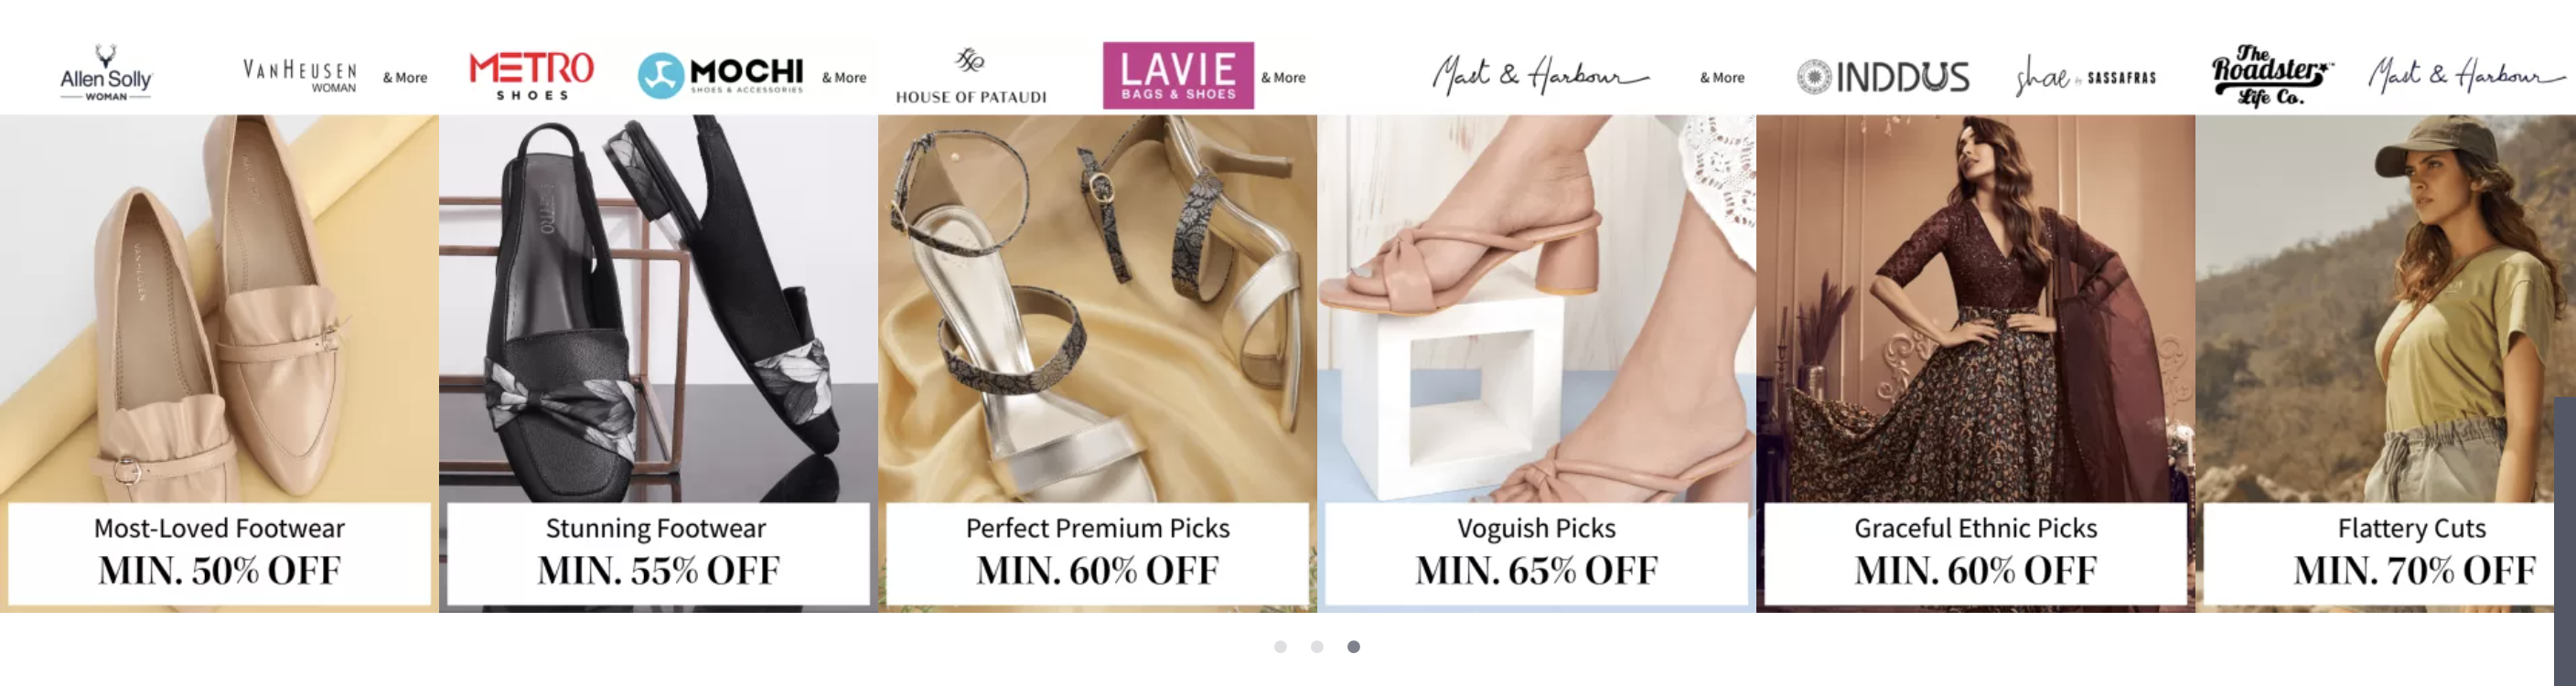 Allen Solly
WOMAN
VAN HEUSEN
WOMAN
& More
METRO
SHOES
MOCHI
SHOES & ACCESSORIES
& More
HOUSE OF PATAUDI
LAVIE
BAGS & SHOES
& More
Mast & Harbour
& More
INDDUS
shae by SASSAFRAS
The
Roadster
Life Co.
Mast & Harbour
Most-Loved Footwear
MIN. 50% OFF
Stunning Footwear
MIN. 55% OFF
Perfect Premium Picks
MIN. 60% OFF
Voguish Picks
MIN. 65% OFF
Graceful Ethnic Picks
MIN. 60% OFF
Flattery Cuts
MIN. 70% OFF